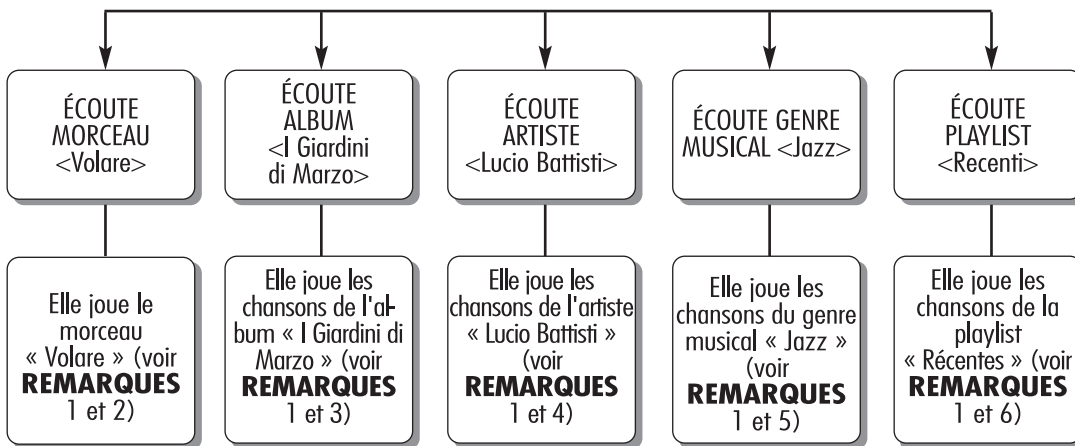 ÉCOUTE
MORCEAU
<Volare>
ÉCOUTE
ALBUM
<I Giardini
di Marzo>
ÉCOUTE
ARTISTE
<Lucio Battisti>
ÉCOUTE GENRE
MUSICAL <Jazz>
ÉCOUTE
PLAYLIST
<Recenti>
Elle joue le
morceau
« Volare » (voir
REMARQUES
1 et 2)
Elle joue les
chansons de l'al-
bum « I Giardini di
Marzo » (voir
REMARQUES
1 et 3)
Elle joue les
chansons de l'artiste
« Lucio Battisti »
(voir
REMARQUES
1 et 4)
Elle joue les
chansons du genre
musical « Jazz »
(voir
REMARQUES
1 et 5)
Elle joue les
chansons de la
playlist
« Récentes » (voir
REMARQUES
1 et 6)